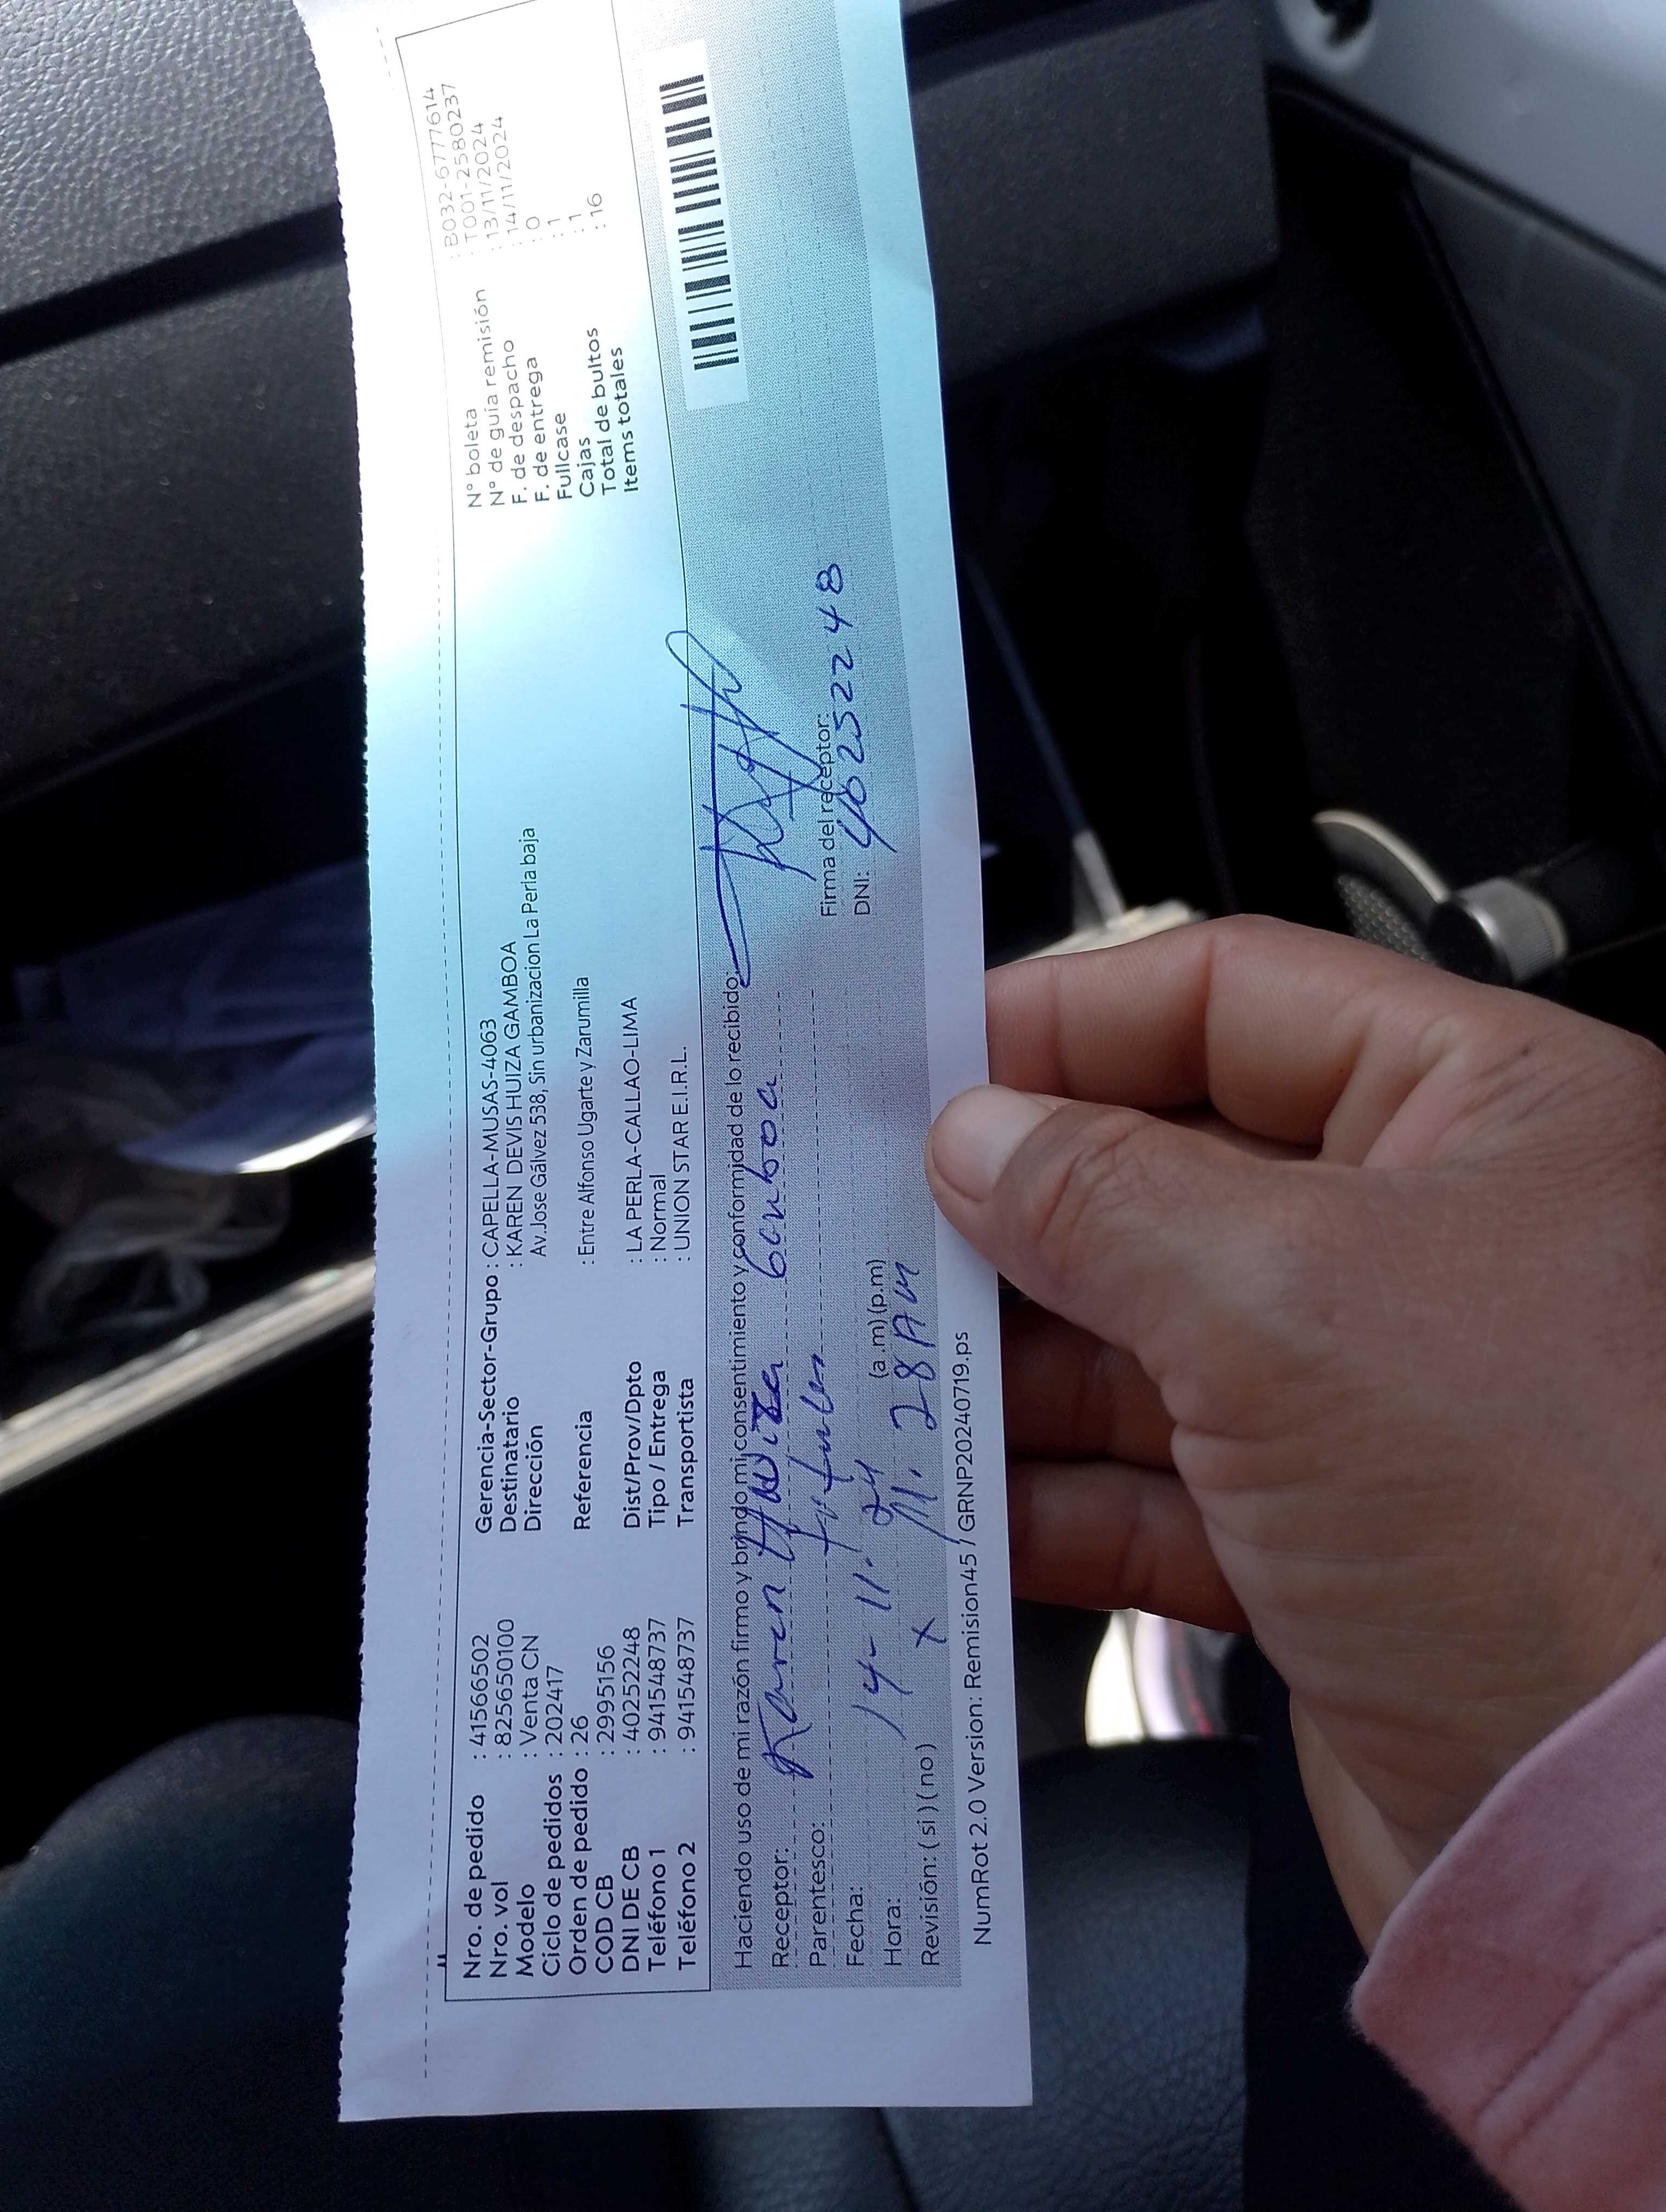 Nro. de pedido : 41566502
Nro. vol : 825650100
Modelo : Venta CN
Ciclo de pedidos : 202417
Orden de pedido : 26
COD CB : 2995156
DNI DE CB : 40252248
Teléfono 1 : 941548737
Teléfono 2 : 941548737
Gerencia-Sector-Grupo : CAPELLA-MUSAS-4063
Destinatario : KAREN DEVIS HUIZA GAMBOA
Dirección Av. Jose Gálvez 538, Sin urbanizacion La Perla baja
Referencia : Entre Alfonso Ugarte y Zarumilla
Dist/Prov/Dpto : LA PERLA-CALLAO-LIMA
Tipo / Entrega : Normal
Transportista : UNION STAR E.I.R.L.
N° boleta : B032-6777614
N° de guía remisión : T001-2580237
F. de despacho : 13/11/2024
F. de entrega : 14/11/2024
Fullcase : 0
Cajas : 1
Total de bultos : 1
Items totales : 16
Haciendo uso de mi razón firmo y brindo mi consentimiento y conformidad de lo recibido:
Receptor: Karen Huiza Gamboa
Parentesco: Titular
Fecha: 14-11-24
Hora: 11.28AM (a.m) (p.m)
Revisión: ( si ) ( no ) x
Firma del receptor:
DNI: 40252248
NumRot 2.0 Version: Remision45 / GRNP20240719.ps